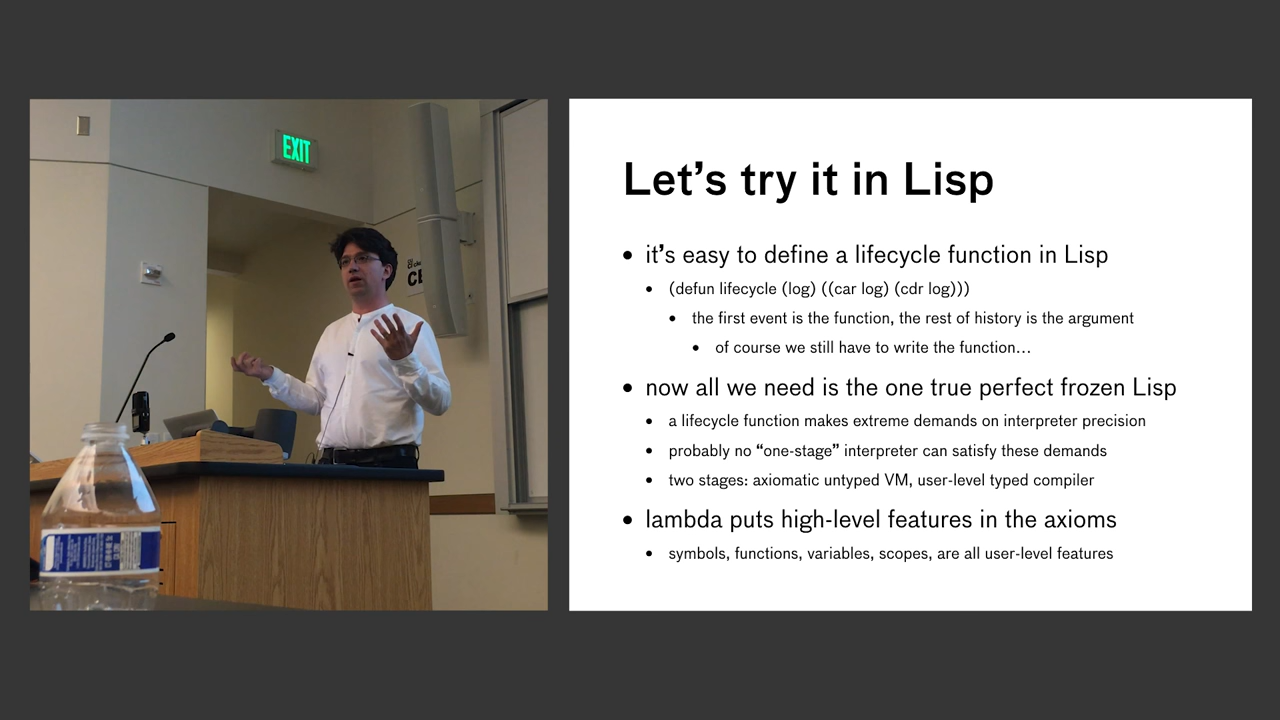 EXIT
Let’s try it in Lisp
• it’s easy to define a lifecycle function in Lisp
• (defun lifecycle (log) ((car log) (cdr log)))
• the first event is the function, the rest of history is the argument
• of course we still have to write the function…
• now all we need is the one true perfect frozen Lisp
• a lifecycle function makes extreme demands on interpreter precision
• probably no “one-stage” interpreter can satisfy these demands
• two stages: axiomatic untyped VM, user-level typed compiler
• lambda puts high-level features in the axioms
• symbols, functions, variables, scopes, are all user-level features